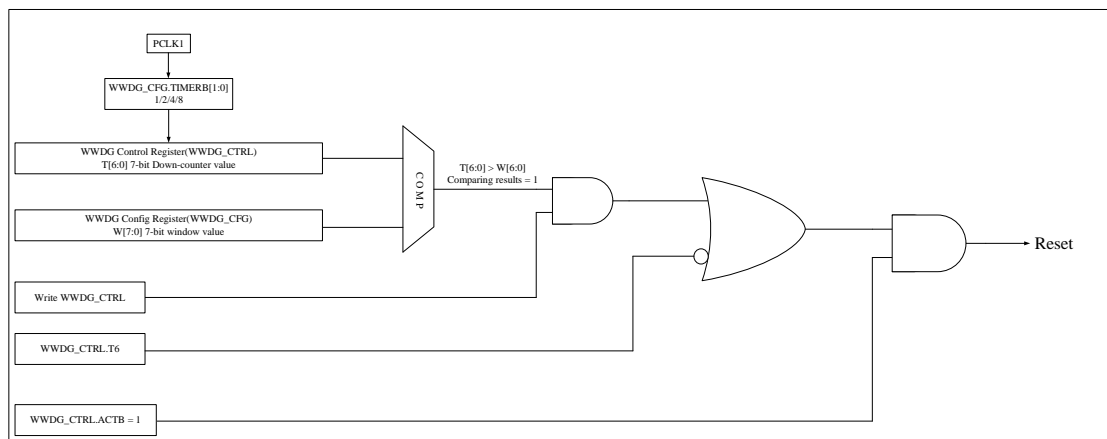 PCLK1
WWDG_CFG.TIMERB[1:0]
1/2/4/8
WWDG Control Register(WWDG_CTRL)
T[6:0] 7-bit Down-counter value
COMP
T[6:0] > W[6:0]
Comparing results = 1
WWDG Config Register(WWDG_CFG)
W[7:0] 7-bit window value
Reset
Write WWDG_CTRL
WWDG_CTRL.T6
WWDG_CTRL.ACTB = 1